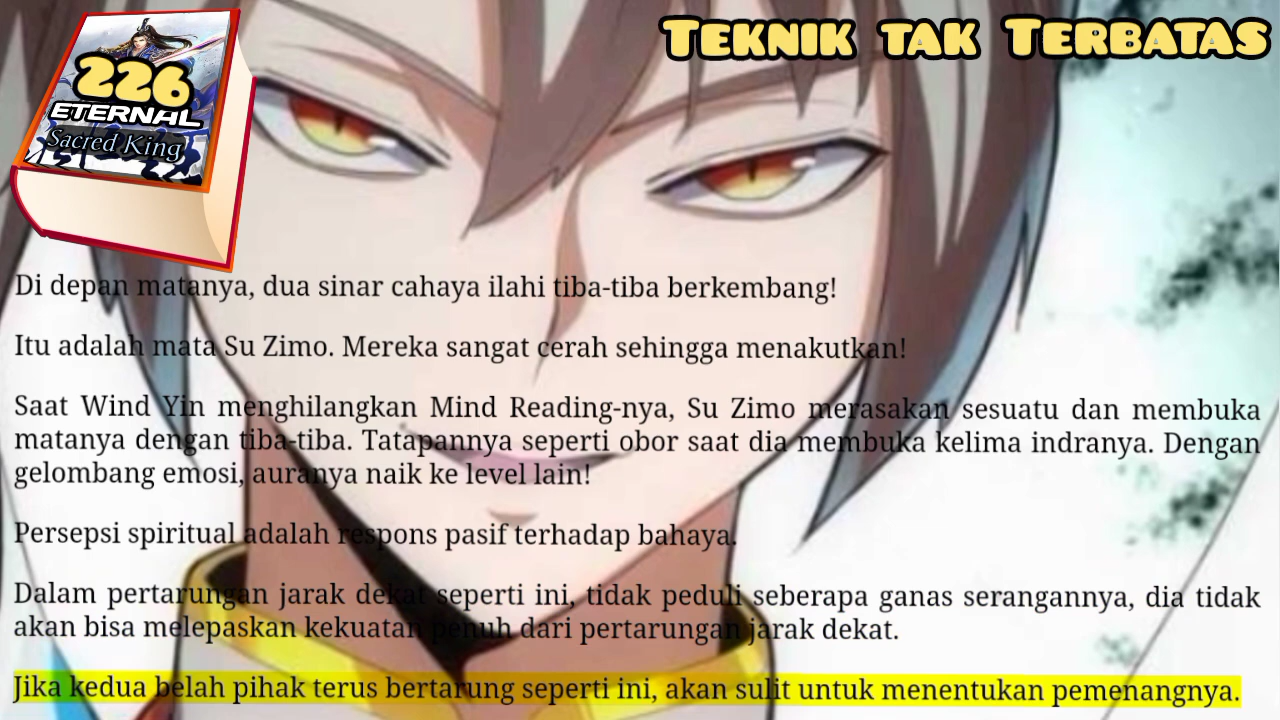 226
ETERNAL
Sacred King
TEKNIK TAK TERBATAS
Di depan matanya, dua sinar cahaya ilahi tiba-tiba berkembang!
Itu adalah mata Su Zimo. Mereka sangat cerah sehingga menakutkan!
Saat Wind Yin menghilangkan Mind Reading-nya, Su Zimo merasakan sesuatu dan membuka
matanya dengan tiba-tiba. Tatapannya seperti obor saat dia membuka kelima indranya. Dengan
gelombang emosi, auranya naik ke level lain!
Persepsi spiritual adalah respons pasif terhadap bahaya.
Dalam pertarungan jarak dekat seperti ini, tidak peduli seberapa ganas serangannya, dia tidak
akan bisa melepaskan kekuatan penuh dari pertarungan jarak dekat.
Jika kedua belah pihak terus bertarung seperti ini, akan sulit untuk menentukan pemenangnya.